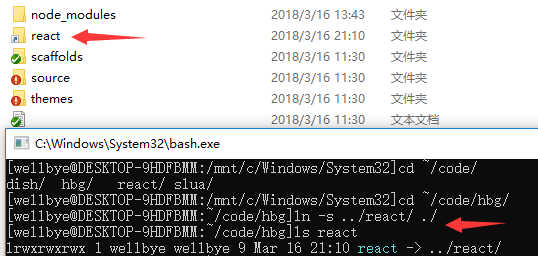 node_modules 2018/3/16 13:43 文件夹
react 2018/3/16 21:10 文件夹
scaffolds 2018/3/16 11:30 文件夹
source 2018/3/16 11:30 文件夹
themes 2018/3/16 11:30 文件夹
2018/3/16 11:30 文本文档
C:\Windows\System32\bash.exe
[wellbye@DESKTOP-9HDFBMM:/mnt/c/Windows/System32]cd ~/code/
dish/ hbg/ react/ slua/
[wellbye@DESKTOP-9HDFBMM:/mnt/c/Windows/System32]cd ~/code/hbg/
[wellbye@DESKTOP-9HDFBMM:~/code/hbg]ln -s ../react/ ./
[wellbye@DESKTOP-9HDFBMM:~/code/hbg]ls react
lrwxrwxrwx 1 wellbye wellbye 9 Mar 16 21:10 react -> ../react/